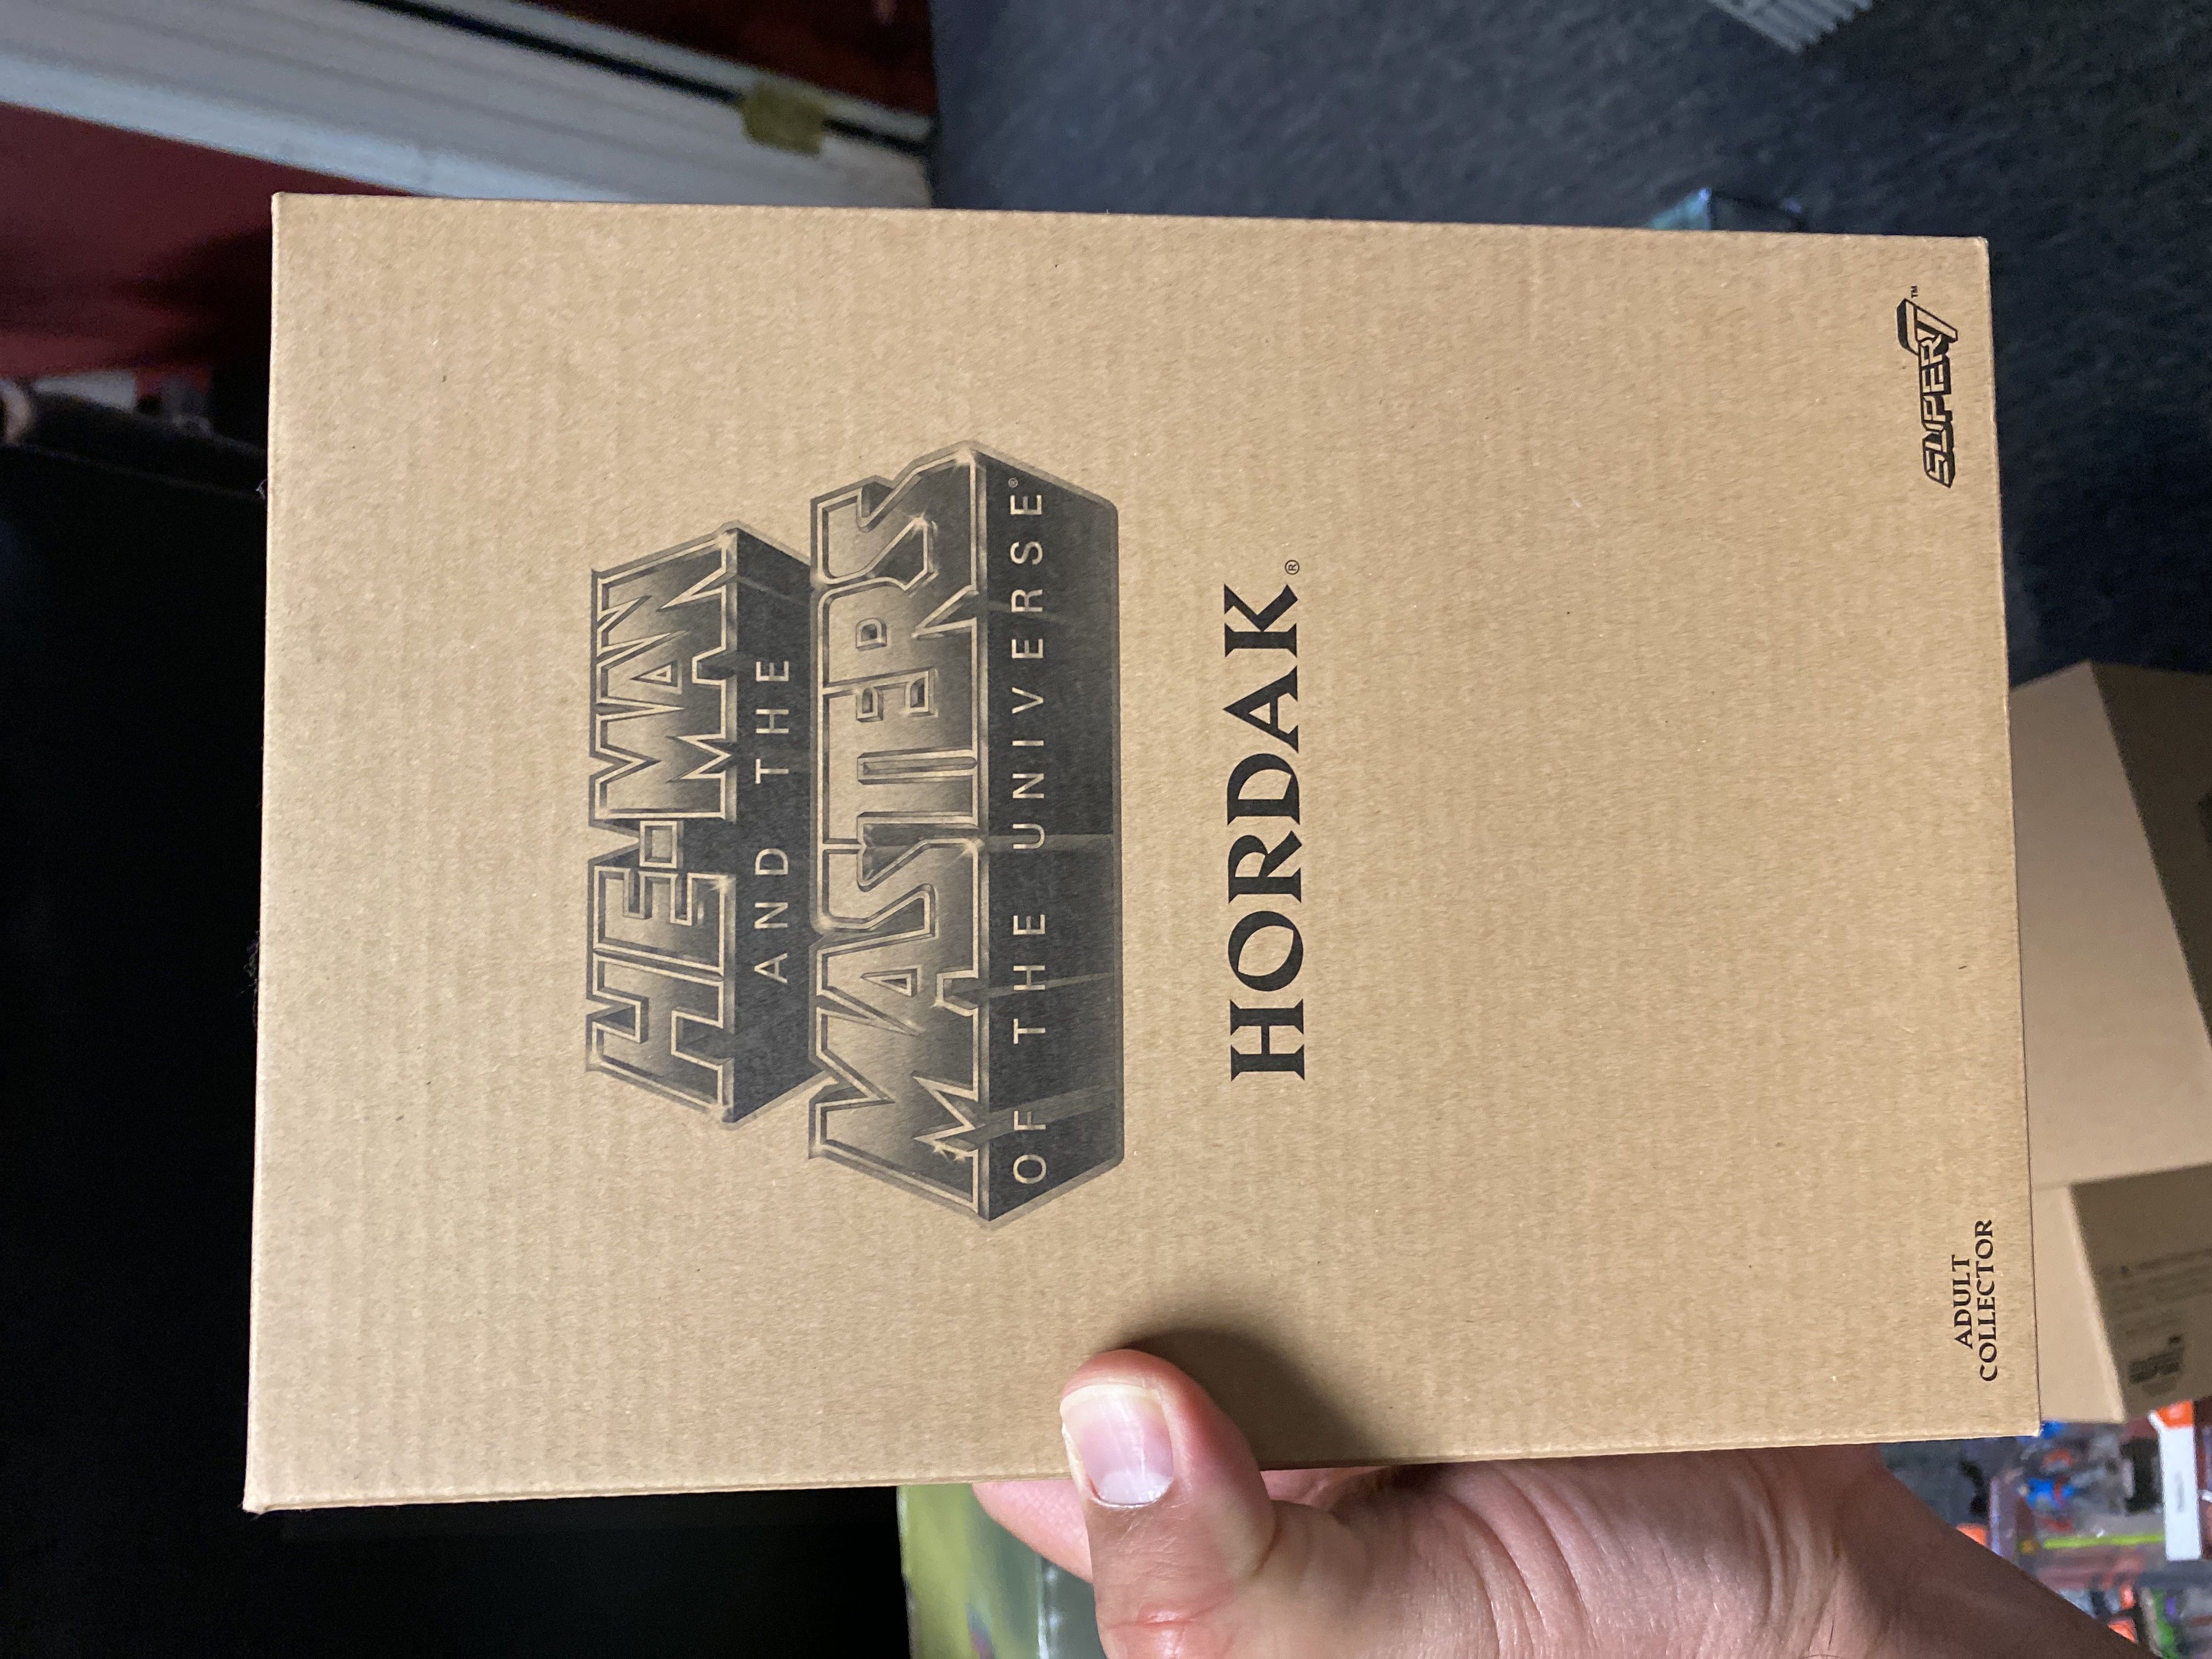 HE-MAN
AND THE
MASTERS
OF THE UNIVERSE®
HORDAK®
ADULT
COLLECTOR
SUPER7™